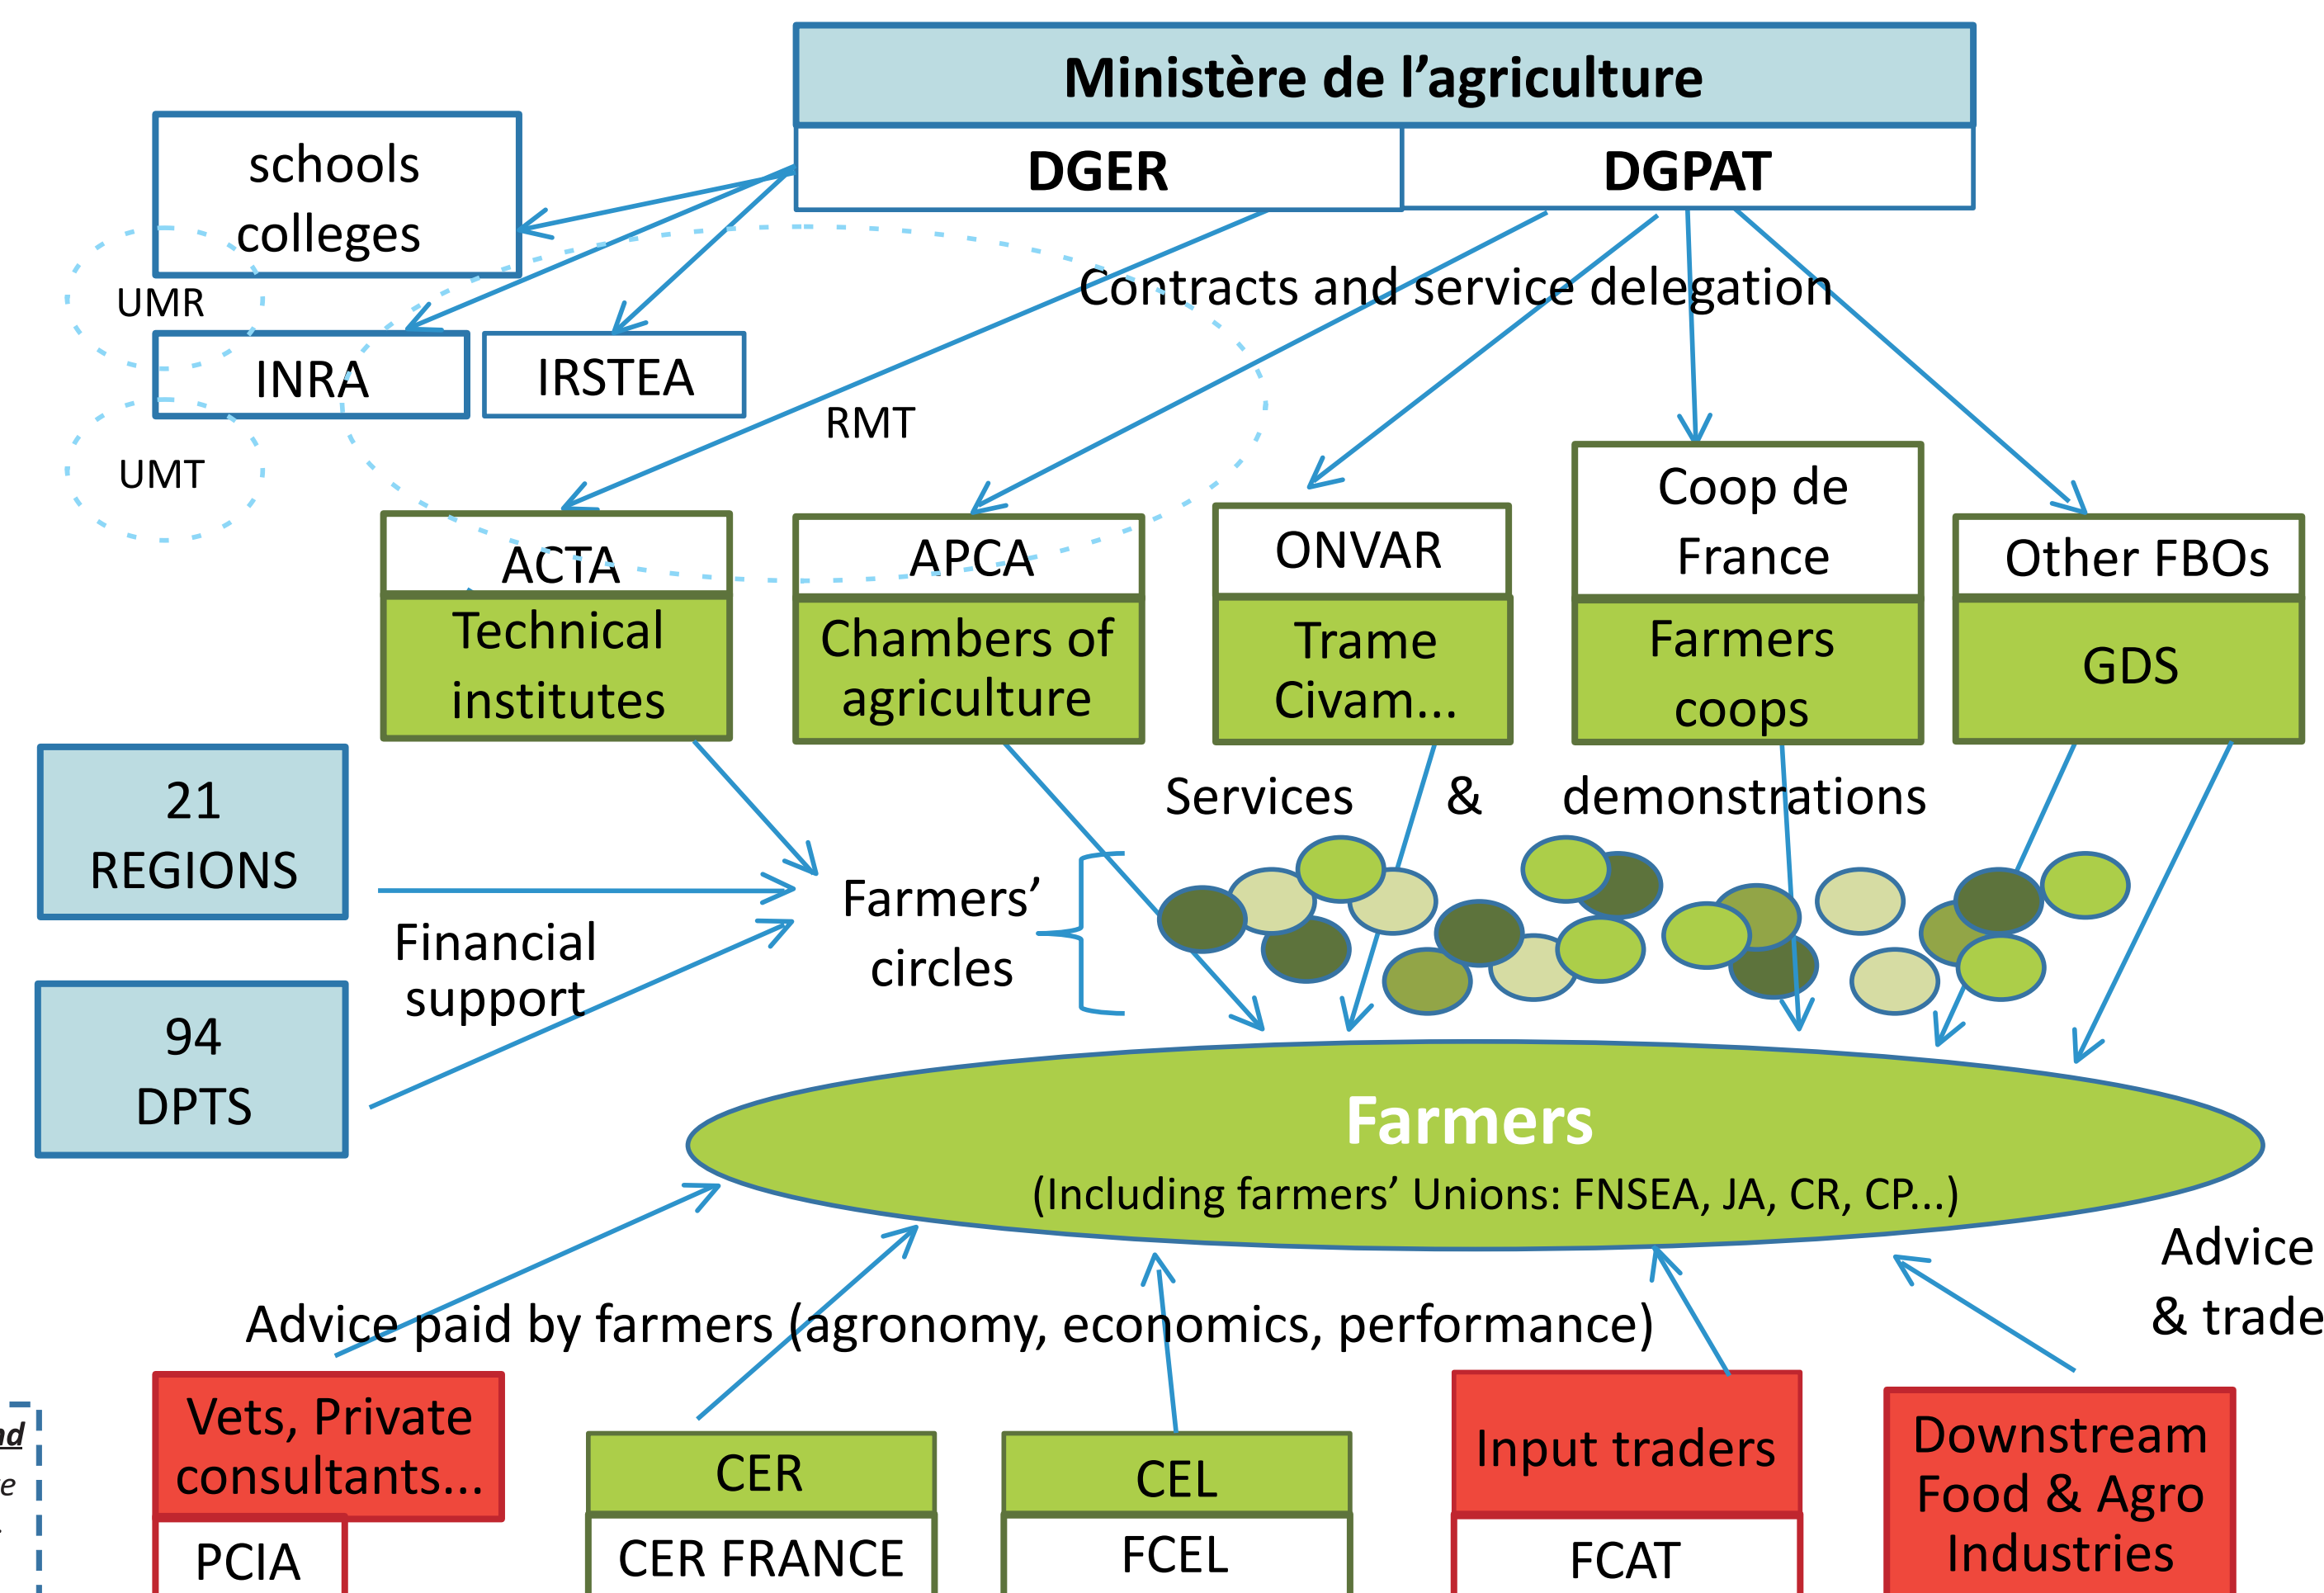 Ministère de l'agriculture
DGER
DGPAT
schools
colleges
UMR
Contracts and service delegation
INRA
IRSTEA
RMT
UMT
ACTA
Technical
institutes
APCA
Chambers of
agriculture
ONVAR
Trame
Civam...
Coop de
France
Farmers
coops
Other FBOs
GDS
21
REGIONS
Services & demonstrations
Farmers'
circles
Financial
support
94
DPTS
Farmers
(Including farmers' Unions: FNSEA, JA, CR, CP...)
Advice
& trade
Advice paid by farmers (agronomy, economics, performance)
Vets, Private
consultants...
PCIA
CER
CER FRANCE
CEL
FCEL
Input traders
FCAT
Downstream
Food & Agro
Industries